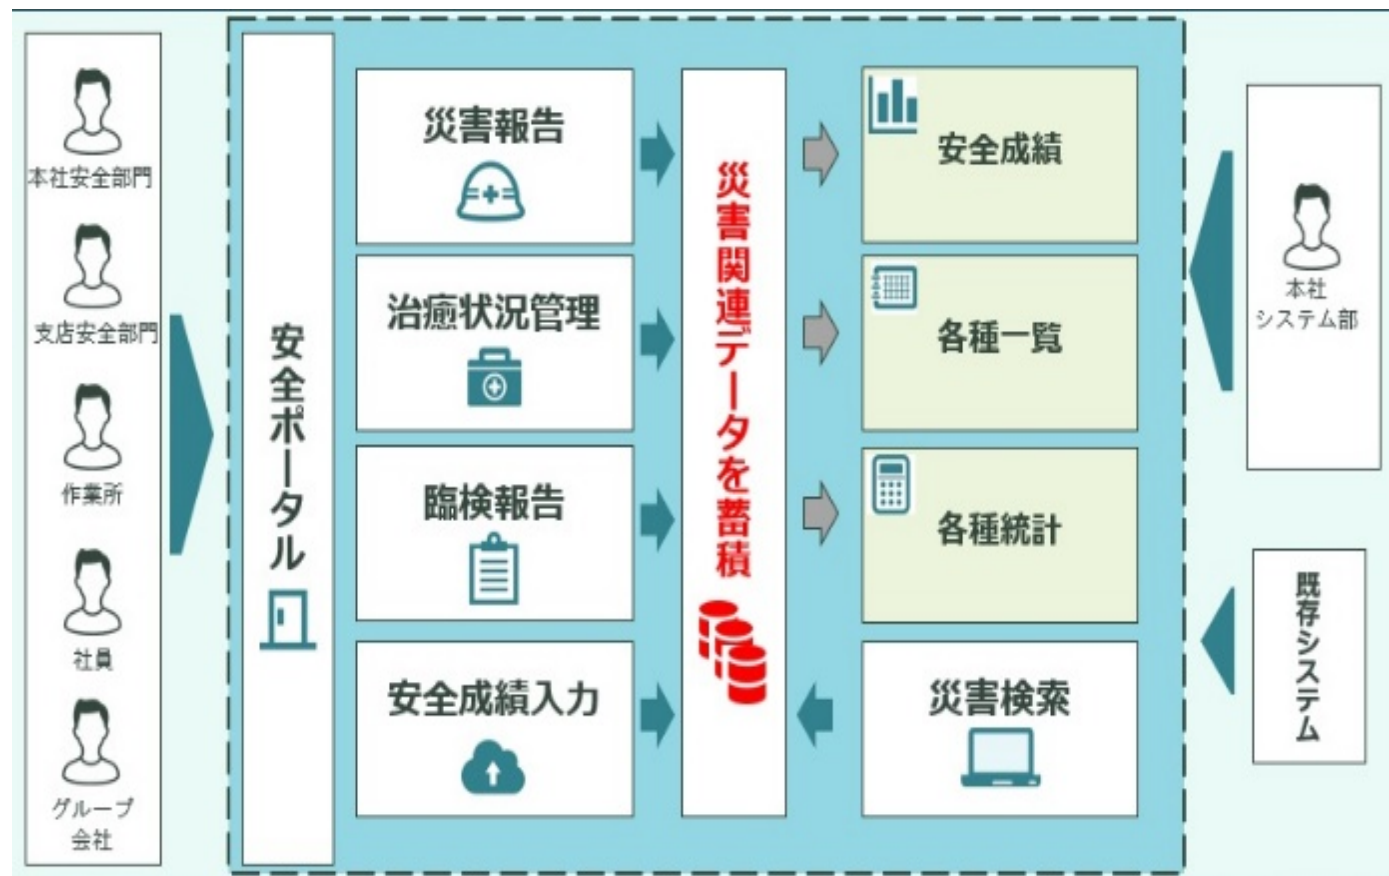 本社安全部門
支店安全部門
作業所
社員
グループ
会社
安全ポータル
災害報告
治癒状況管理
臨検報告
安全成績入力
災害関連データを蓄積
安全成績
各種一覧
各種統計
災害検索
本社
システム部
既存システム